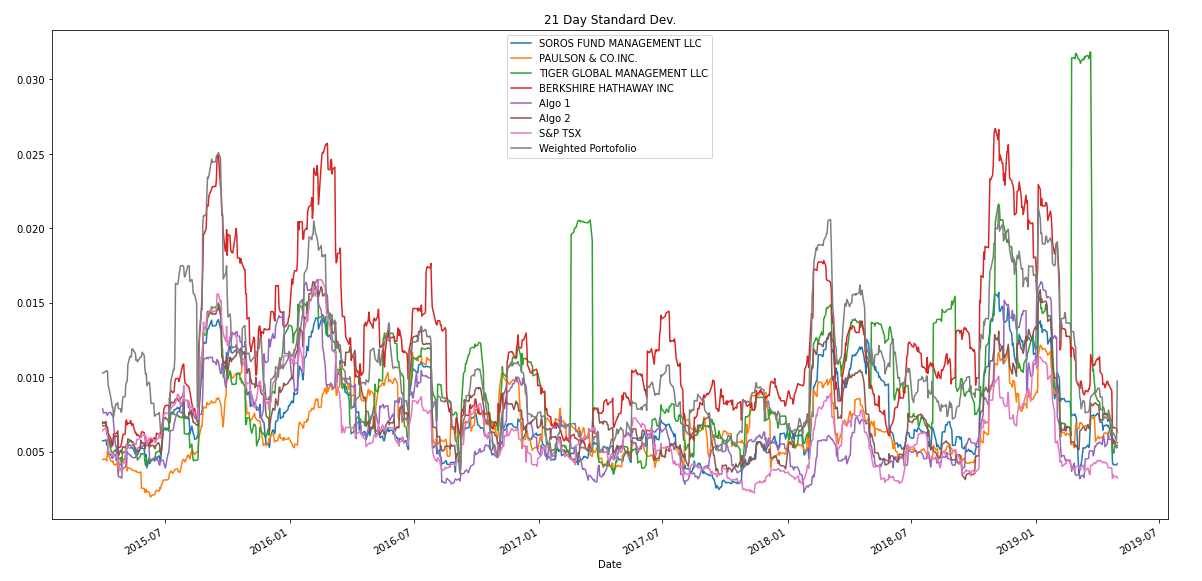 21 Day Standard Dev.
SOROS FUND MANAGEMENT LLC
PAULSON & CO.INC.
TIGER GLOBAL MANAGEMENT LLC
BERKSHIRE HATHAWAY INC
Algo 1
Algo 2
S&P TSX
Weighted Portofolio
0.030
0.025
0.020
0.015
0.010
0.005
2015-07
2016-01
2016-07
2017-01
2017-07
2018-01
2018-07
2019-01
2019-07
Date